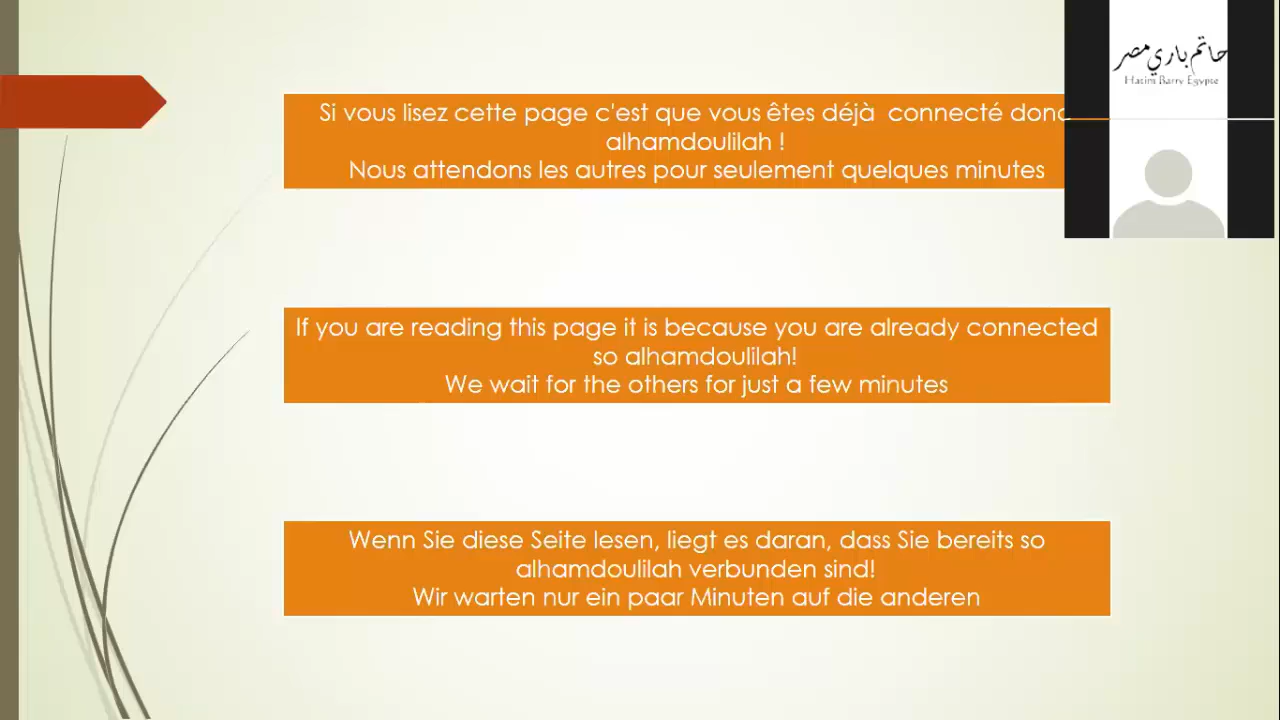 Si vous lisez cette page c'est que vous êtes déjà connecté donc
alhamdoulilah !
Nous attendons les autres pour seulement quelques minutes
If you are reading this page it is because you are already connected
so alhamdoulilah!
We wait for the others for just a few minutes
Wenn Sie diese Seite lesen, liegt es daran, dass Sie bereits so
alhamdoulilah verbunden sind!
Wir warten nur ein paar Minuten auf die anderen
حاتم باري مصر
Hatim Barry Egypte